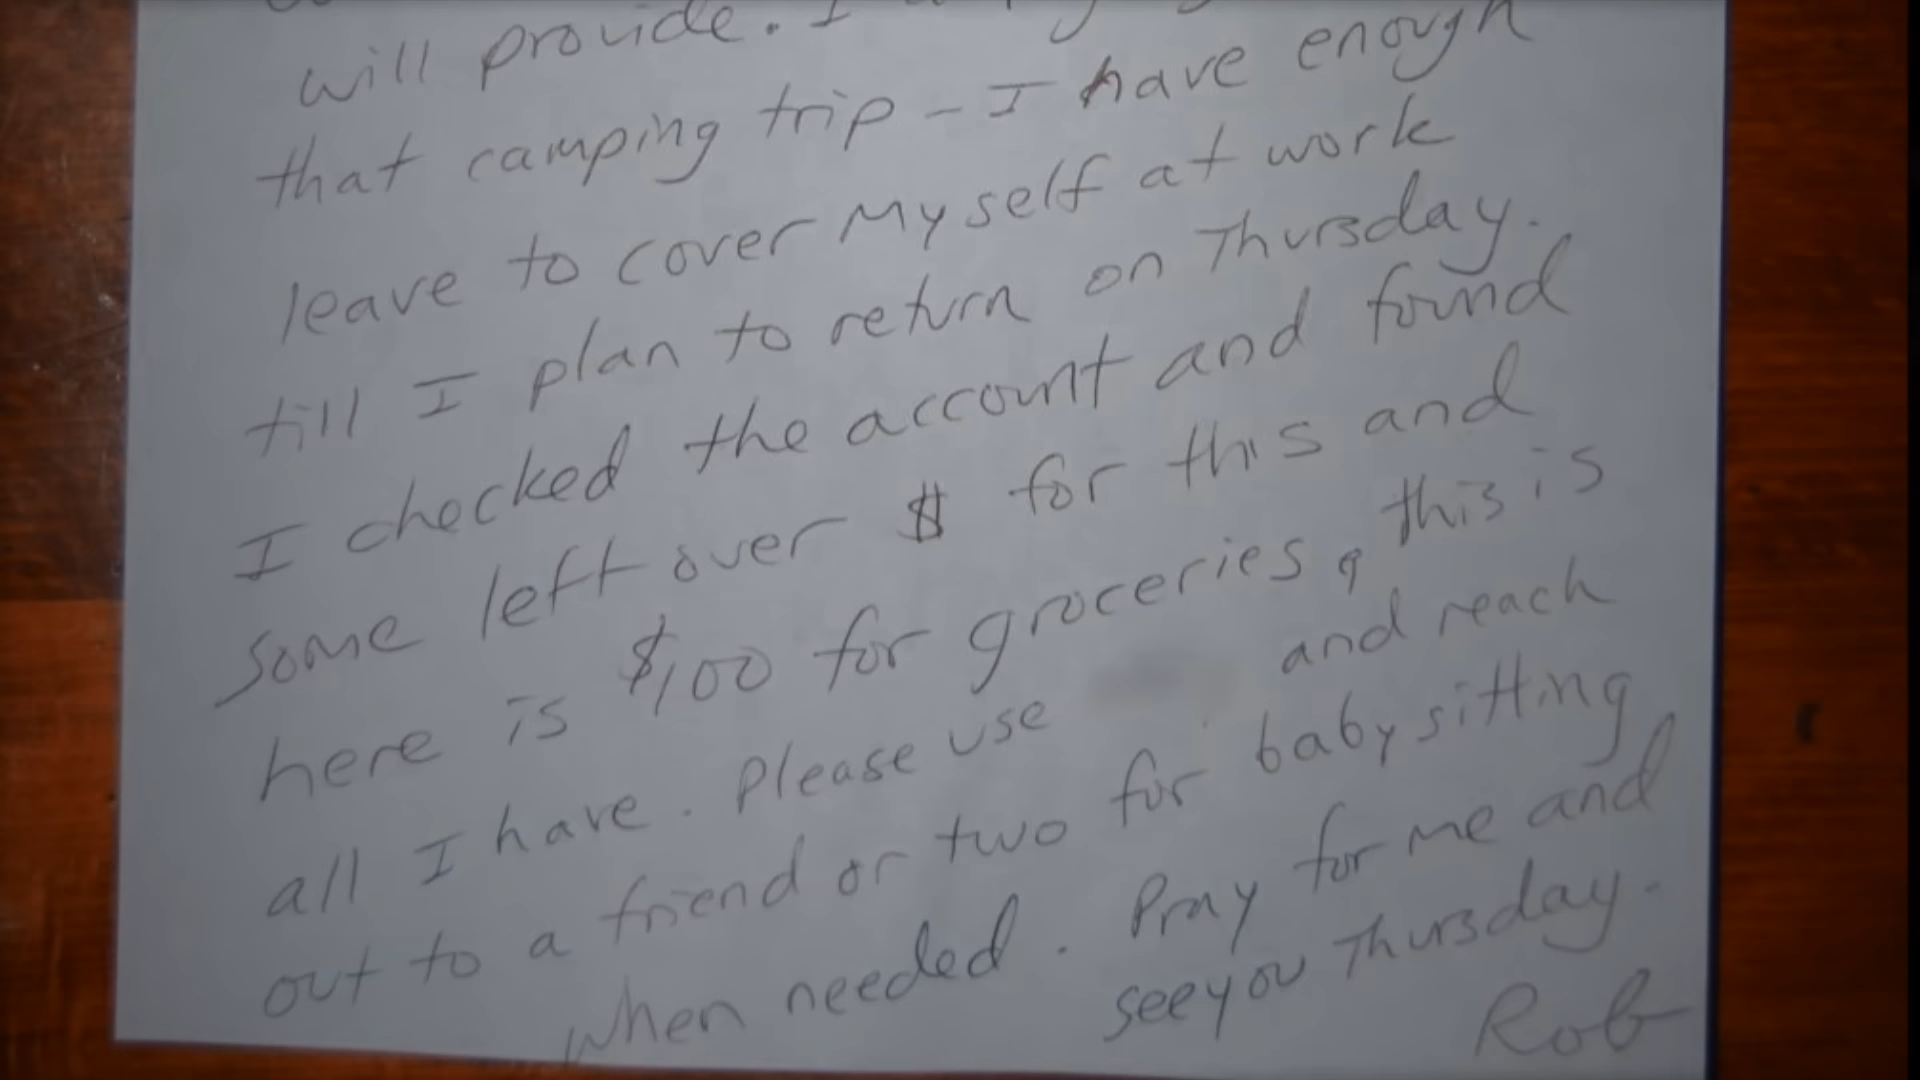 will provide. I
that camping trip - I have enough
leave to cover Myself at work
till I plan to return on Thursday.
I checked the account and found
some left over $ for this and
here is $100 for groceries, this is
all I have. Please use and reach
out to a friend or two for babysitting
when needed. Pray for me and
see you Thursday.
Rob